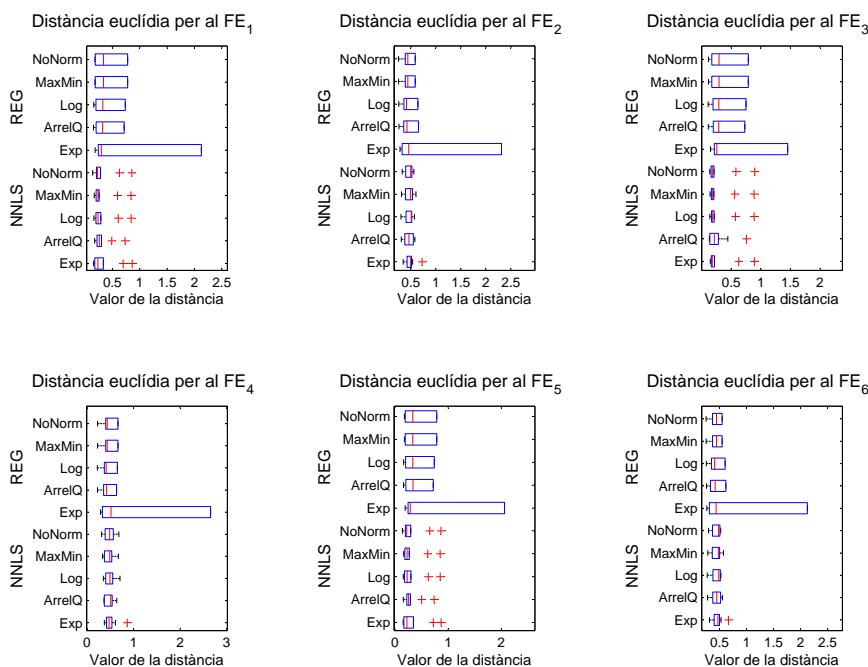 Distància euclídia per al FE1
NoNorm
MaxMin
Log
ArrelQ
Exp
NoNorm
MaxMin
Log
ArrelQ
Exp
REG
NNLS
0.5 1 1.5 2 2.5
Valor de la distància
Distància euclídia per al FE2
NoNorm
MaxMin
Log
ArrelQ
Exp
NoNorm
MaxMin
Log
ArrelQ
Exp
REG
NNLS
0.5 1 1.5 2 2.5
Valor de la distància
Distància euclídia per al FE3
NoNorm
MaxMin
Log
ArrelQ
Exp
NoNorm
MaxMin
Log
ArrelQ
Exp
REG
NNLS
0.5 1 1.5 2
Valor de la distància
Distància euclídia per al FE4
NoNorm
MaxMin
Log
ArrelQ
Exp
NoNorm
MaxMin
Log
ArrelQ
Exp
REG
NNLS
0 1 2 3
Valor de la distància
Distància euclídia per al FE5
NoNorm
MaxMin
Log
ArrelQ
Exp
NoNorm
MaxMin
Log
ArrelQ
Exp
REG
NNLS
0 1 2
Valor de la distància
Distància euclídia per al FE6
NoNorm
MaxMin
Log
ArrelQ
Exp
NoNorm
MaxMin
Log
ArrelQ
Exp
REG
NNLS
0.5 1 1.5 2 2.5
Valor de la distància